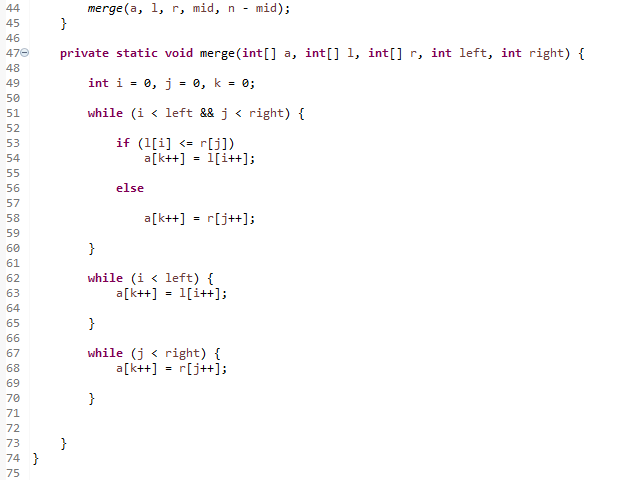 44 merge(a, l, r, mid, n - mid);
45 }
46
47 private static void merge(int[] a, int[] l, int[] r, int left, int right) {
48
49 int i = 0, j = 0, k = 0;
50
51 while (i < left && j < right) {
52
53 if (l[i] <= r[j])
54 a[k++] = l[i++];
55
56 else
57
58 a[k++] = r[j++];
59
60 }
61
62 while (i < left) {
63 a[k++] = l[i++];
64
65 }
66
67 while (j < right) {
68 a[k++] = r[j++];
69
70 }
71
72
73 }
74 }
75